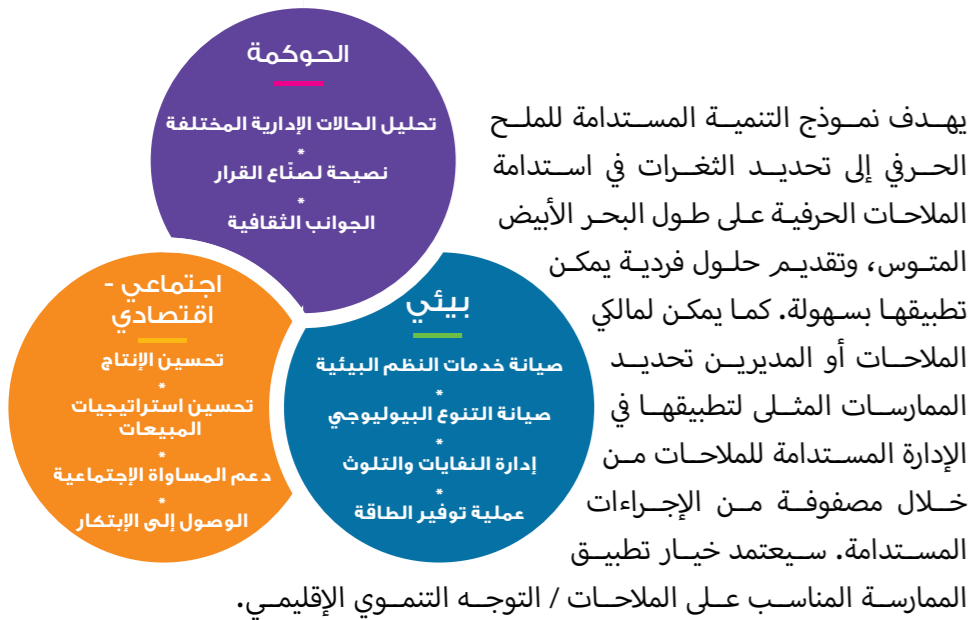 الحوكمة
تحليل الحالات الإدارية المختلفة
*
نصيحة لصنّاع القرار
*
الجوانب الثقافية
يهدف نموذج التنمية المستدامة للملح
الحرفي إلى تحديد الثغرات في استدامة
الملاحات الحرفية على طول البحر الأبيض
المتوس، وتقديم حلول فردية يمكن
تطبيقها بسهولة. كما يمكن لمالكي
الملاحات أو المديرين تحديد
الممارسات المثلى لتطبيقها في
الإدارة المستدامة للملاحات من
خلال مصفوفة من الإجراءات
المستدامة. سيعتمد خيار تطبيق
الممارسة المناسب على الملاحات / التوجه التنموي الإقليمي.
بيئي
صيانة خدمات النظم البيئية
*
صيانة التنوع البيولوجي
*
إدارة النفايات والتلوث
*
عملية توفير الطاقة
اجتماعي -
اقتصادي
تحسين الإنتاج
*
تحسين استراتيجيات
المبيعات
*
دعم المساواة الإجتماعية
*
الوصول إلى الإبتكار